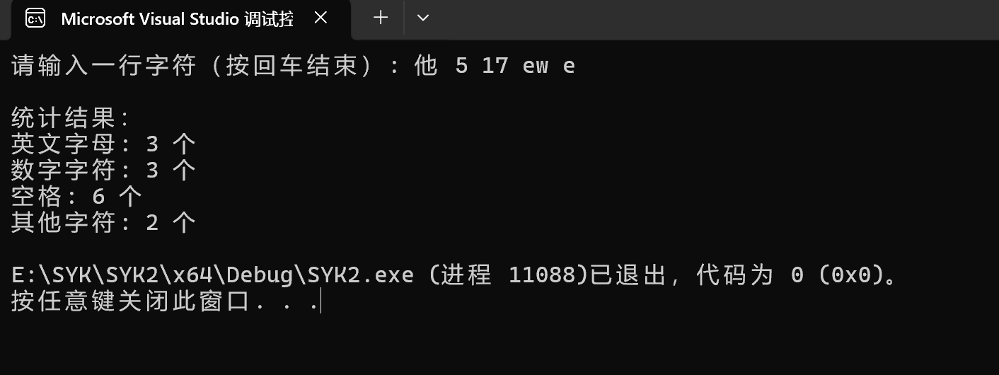 Microsoft Visual Studio 调试控
请输入一行字符（按回车结束）: 他 5 17 ew e
统计结果:
英文字母: 3 个
数字字符: 3 个
空格: 6 个
其他字符: 2 个
E:\SYK\SYK2\x64\Debug\SYK2.exe (进程 11088)已退出，代码为 0 (0x0)。
按任意键关闭此窗口. . .